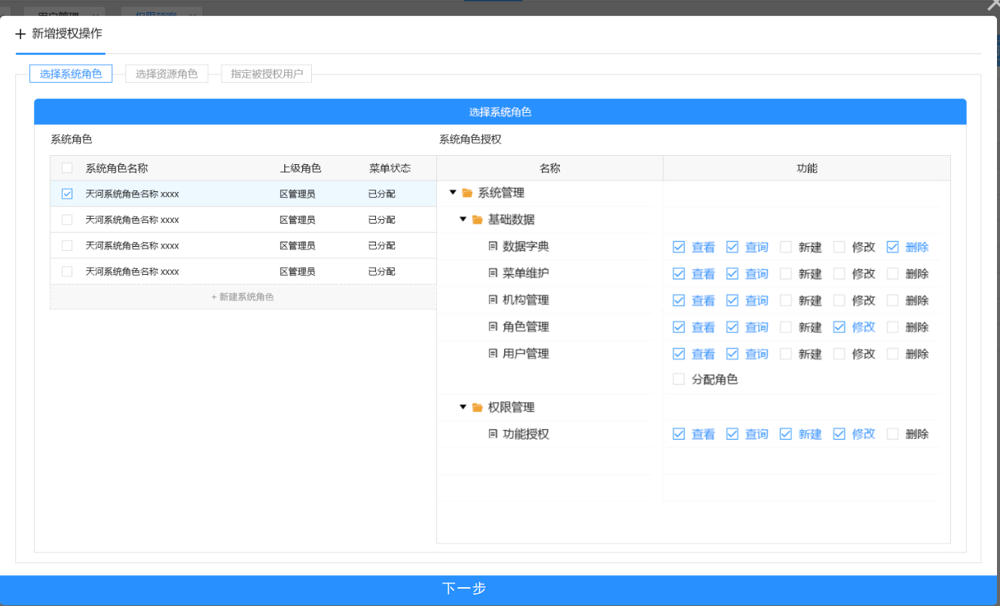 用户管理 权限预案
新增授权操作
选择系统角色 选择资源角色 指定被授权用户
选择系统角色
系统角色 系统角色授权
系统角色名称 上级角色 菜单状态 名称 功能
天河系统角色名称 xxxx 区管理员 已分配 系统管理
天河系统角色名称 xxxx 区管理员 已分配 基础数据
天河系统角色名称 xxxx 区管理员 已分配 数据字典 查看 查询 新建 修改 删除
天河系统角色名称 xxxx 区管理员 已分配 菜单维护 查看 查询 新建 修改 删除
+ 新建系统角色 机构管理 查看 查询 新建 修改 删除
角色管理 查看 查询 新建 修改 删除
用户管理 查看 查询 新建 修改 删除
分配角色
权限管理
功能授权 查看 查询 新建 修改 删除
下一步